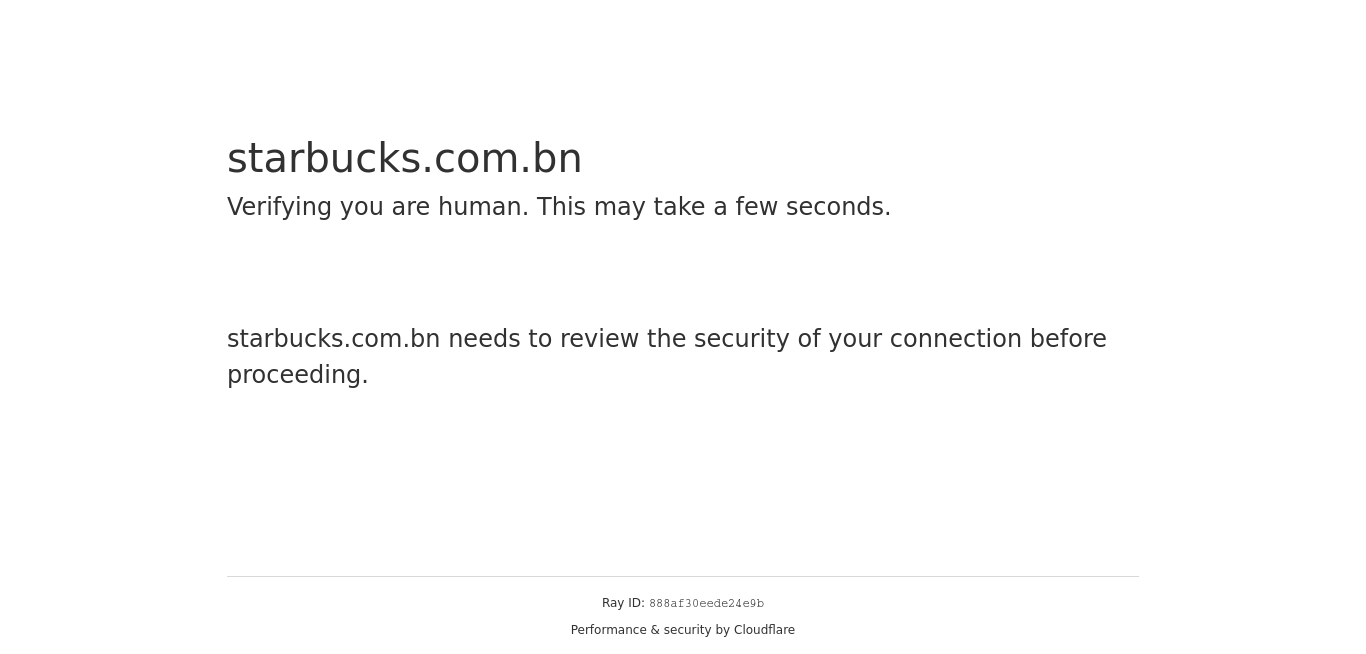 starbucks.com.bn
Verifying you are human. This may take a few seconds.
starbucks.com.bn needs to review the security of your connection before
proceeding.
Ray ID: 888af30eede24e9b
Performance & security by Cloudflare